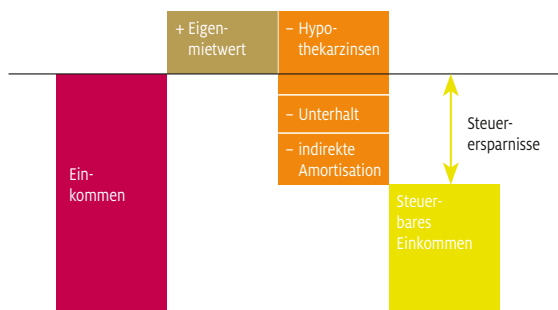 + Eigen-
mietwert
– Hypo-
thekarzinsen
– Unterhalt
– indirekte
Amortisation
Steuer-
ersparnisse
Ein-
kommen
Steuer-
bares
Einkommen